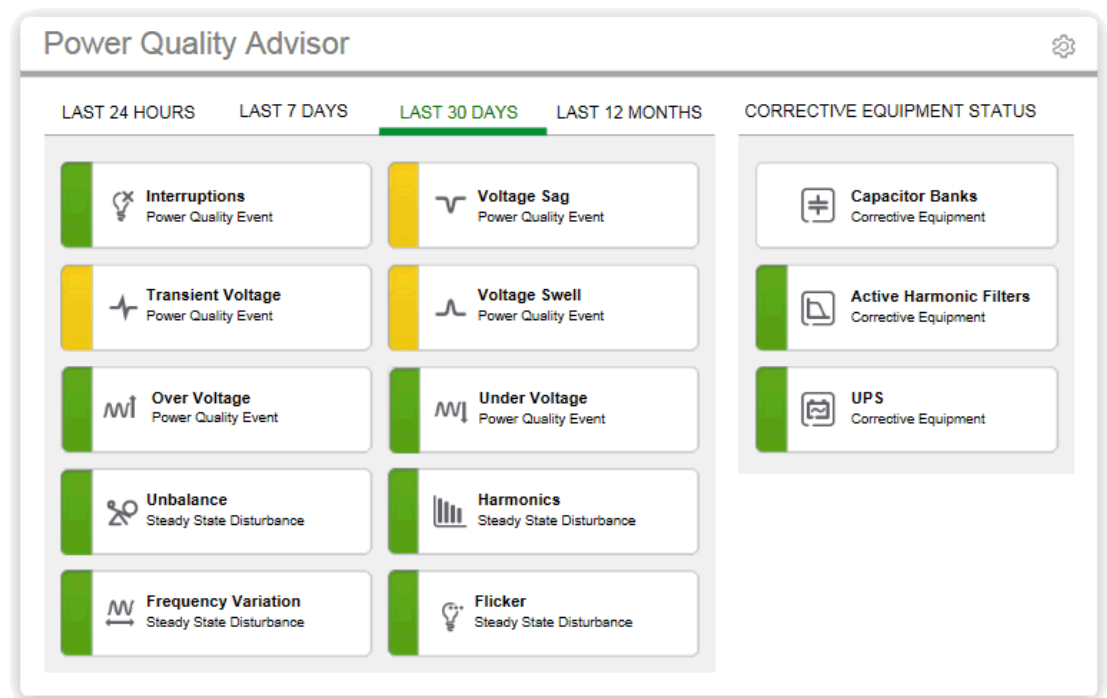 Power Quality Advisor
LAST 24 HOURS
LAST 7 DAYS
LAST 30 DAYS
LAST 12 MONTHS
CORRECTIVE EQUIPMENT STATUS
Interruptions
Power Quality Event
Voltage Sag
Power Quality Event
Transient Voltage
Power Quality Event
Voltage Swell
Power Quality Event
Over Voltage
Power Quality Event
Under Voltage
Power Quality Event
Unbalance
Steady State Disturbance
Harmonics
Steady State Disturbance
Frequency Variation
Steady State Disturbance
Flicker
Steady State Disturbance
Capacitor Banks
Corrective Equipment
Active Harmonic Filters
Corrective Equipment
UPS
Corrective Equipment